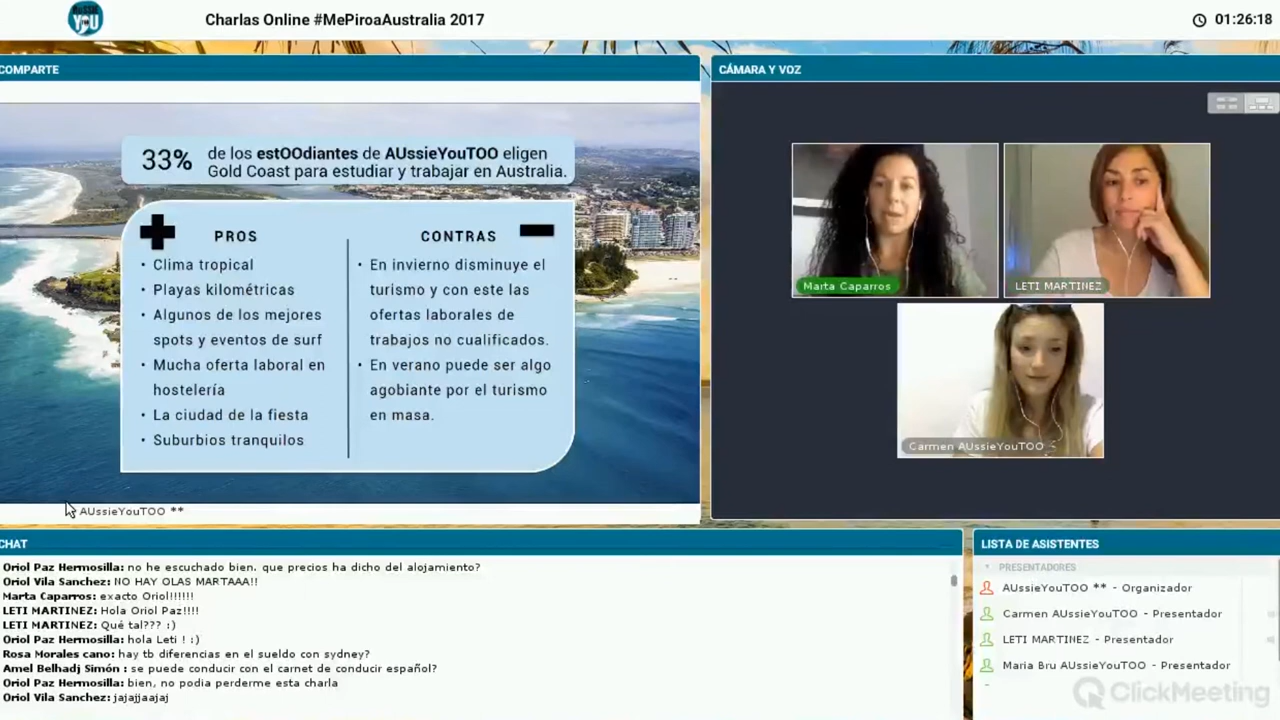 AUSSIE
YOU
Charlas Online #MePiroaAustralia 2017
01:26:18
COMPARTE
33% de los estOOdiantes de AUssieYouTOO eligen
Gold Coast para estudiar y trabajar en Australia.
PROS
• Clima tropical
• Playas kilométricas
• Algunos de los mejores
spots y eventos de surf
• Mucha oferta laboral en
hostelería
• La ciudad de la fiesta
• Suburbios tranquilos
CONTRAS
• En invierno disminuye el
turismo y con este las
ofertas laborales de
trabajos no cualificados.
• En verano puede ser algo
agobiante por el turismo
en masa.
AUssieYouTOO **
CÁMARA Y VOZ
Marta Caparros
LETI MARTINEZ
Carmen AUssieYouTOO
CHAT
Oriol Paz Hermosilla: no he escuchado bien. que precios ha dicho del alojamiento?
Oriol Vila Sanchez: NO HAY OLAS MARTAAA!!
Marta Caparros: exacto Oriol!!!!!!
LETI MARTINEZ: Hola Oriol Paz!!!!
LETI MARTINEZ: Qué tal??? :)
Oriol Paz Hermosilla: hola Leti ! :)
Rosa Morales cano: hay tb diferencias en el sueldo con sydney?
Amel Belhadj Simón : se puede conducir con el carnet de conducir español?
Oriol Paz Hermosilla: bien, no podia perderme esta charla
Oriol Vila Sanchez: jajajjaajaj
LISTA DE ASISTENTES
PRESENTADORES
AUssieYouTOO ** - Organizador
Carmen AUssieYouTOO - Presentador
LETI MARTINEZ - Presentador
Maria Bru AUssieYouTOO - Presentador
ClickMeeting